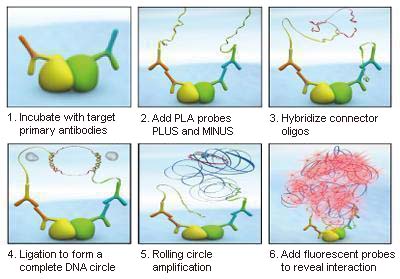 1. Incubate with target
primary antibodies
2. Add PLA probes
PLUS and MINUS
3. Hybridize connector
oligos
4. Ligation to form a
complete DNA circle
5. Rolling circle
amplification
6. Add fluorescent probes
to reveal interaction